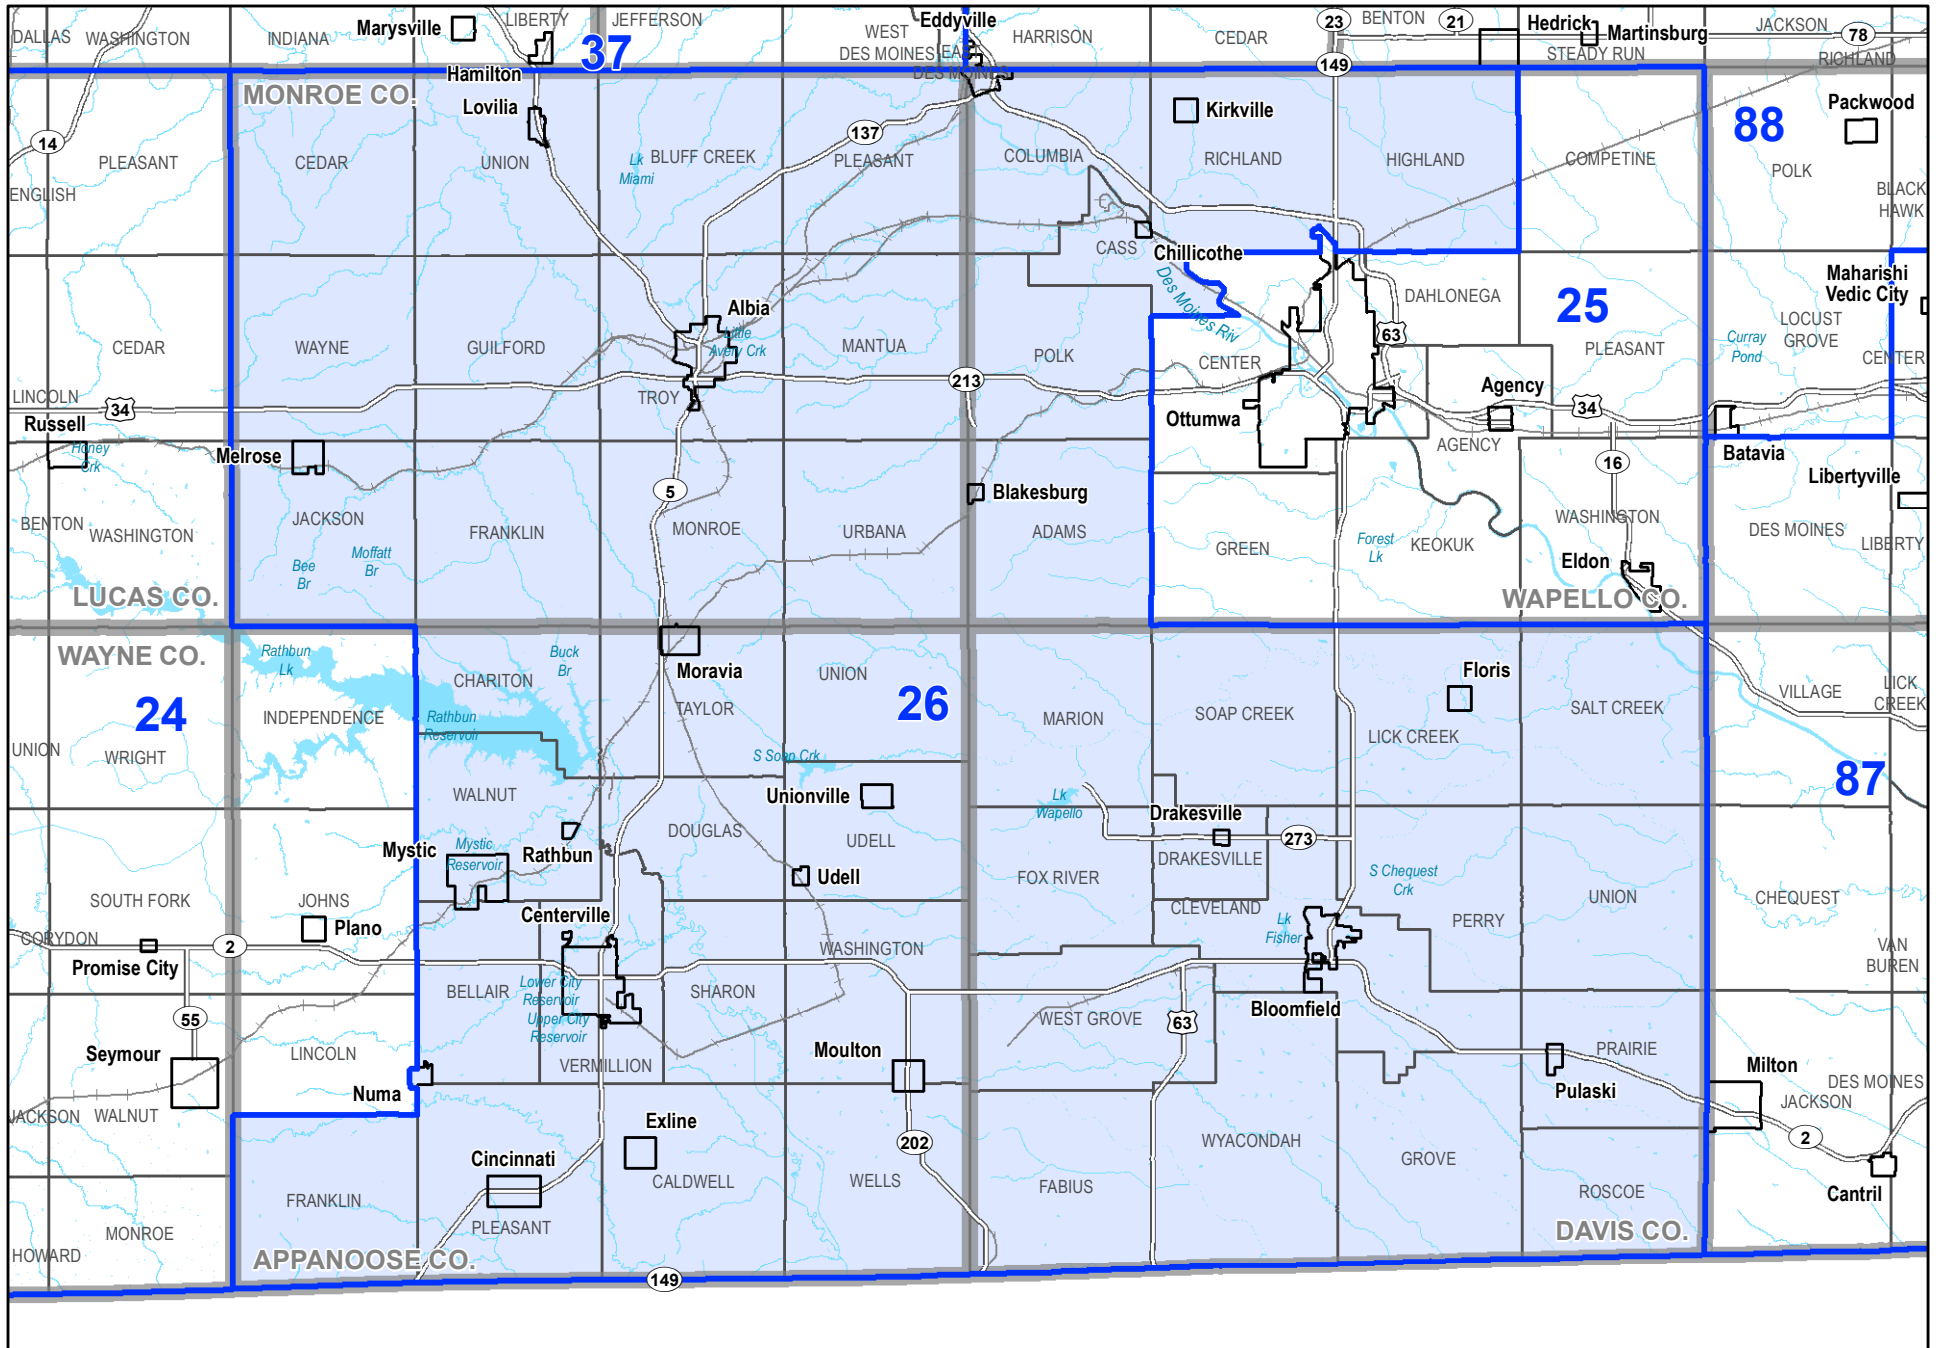 DALLAS
WASHINGTON
INDIANA
Marysville
LIBERTY
JEFFERSON
37
WEST
DES MOINES
Eddyville
EAST
DES MOINES
HARRISON
CEDAR
23
BENTON
21
Hedrick
Martinsburg
STEADY RUN
JACKSON
78
RICHLAND
149
Hamilton
Lovilia
MONROE CO.
Kirkville
88
Packwood
14
PLEASANT
ENGLISH
CEDAR
UNION
Lk
Miami
BLUFF CREEK
137
PLEASANT
COLUMBIA
RICHLAND
HIGHLAND
COMPETINE
POLK
BLACK
HAWK
CASS
Chillicothe
Des Moines Riv
DAHLONEGA
25
Maharishi
Vedic City
LOCUST
GROVE
Albia
Little
Avery Crk
CEDAR
WAYNE
GUILFORD
MANTUA
POLK
CENTER
63
PLEASANT
Curray
Pond
CENTER
213
TROY
LINCOLN
34
Russell
Honey
Crk
Melrose
Ottumwa
Agency
34
AGENCY
Batavia
16
Libertyville
5
Blakesburg
BENTON
WASHINGTON
JACKSON
Bee
Br
Moffatt
Br
FRANKLIN
MONROE
URBANA
ADAMS
GREEN
Forest
Lk
KEOKUK
WASHINGTON
Eldon
DES MOINES
LIBERTY
LUCAS CO.
WAPELLO CO.
WAYNE CO.
Rathbun
Lk
Buck
Br
Moravia
UNION
Floris
24
INDEPENDENCE
CHARITON
Rathbun
Reservoir
TAYLOR
26
MARION
SOAP CREEK
LICK CREEK
SALT CREEK
VILLAGE
LICK
CREEK
UNION
WRIGHT
S Soap Crk
87
WALNUT
Unionville
Lk
Wapello
Drakesville
273
DOUGLAS
UDELL
Mystic
Mystic
Reservoir
Rathbun
Udell
DRAKESVILLE
FOX RIVER
S Chequest
Crk
UNION
CHEQUEST
SOUTH FORK
JOHNS
Plano
Centerville
CLEVELAND
Lk
Fisher
PERRY
CORYDON
Promise City
2
WASHINGTON
VAN
BUREN
BELLAIR
Lower City
Reservoir
Upper City
Reservoir
SHARON
WEST GROVE
63
Bloomfield
55
Seymour
LINCOLN
Numa
VERMILLION
Moulton
PRAIRIE
Pulaski
Milton
DES MOINES
JACKSON
JACKSON
WALNUT
Exline
202
WYACONDAH
2
Cincinnati
GROVE
Cantril
FRANKLIN
CALDWELL
WELLS
FABIUS
ROSCOE
MONROE
HOWARD
PLEASANT
APPANOOSE CO.
DAVIS CO.
149